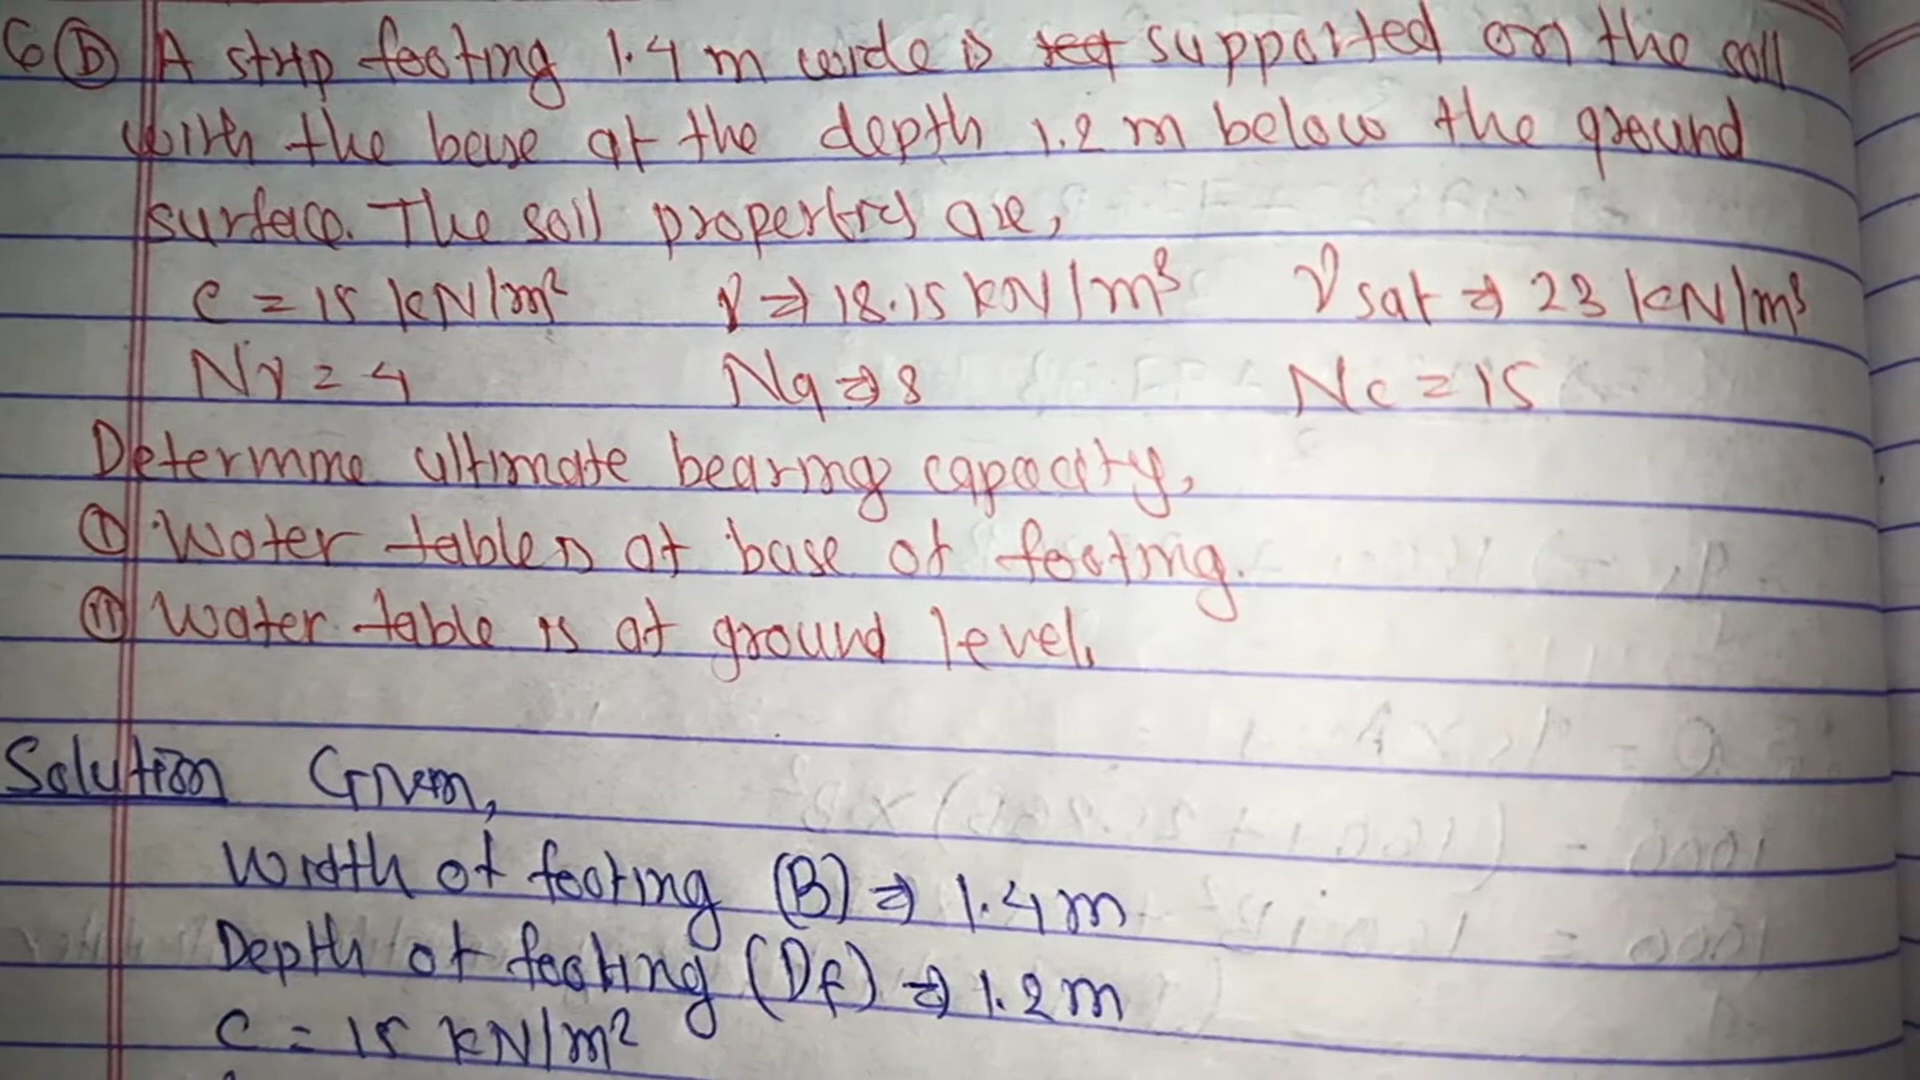 6 (b) A strip footing 1.4 m wide is supported on the soil
with the base at the depth 1.2 m below the ground
surface. The soil properties are,
C = 15 kN/m² γ ⇒ 18.15 kN/m³ γsat ⇒ 23 kN/m³
Nγ = 4 Nq ⇒ 8 Nc = 15
Determine ultimate bearing capacity,
(i) Water table is at base of footing.
(ii) Water table is at ground level.
Solution Given,
Width of footing (B) ⇒ 1.4 m
Depth of footing (Df) ⇒ 1.2 m
C = 15 kN/m²